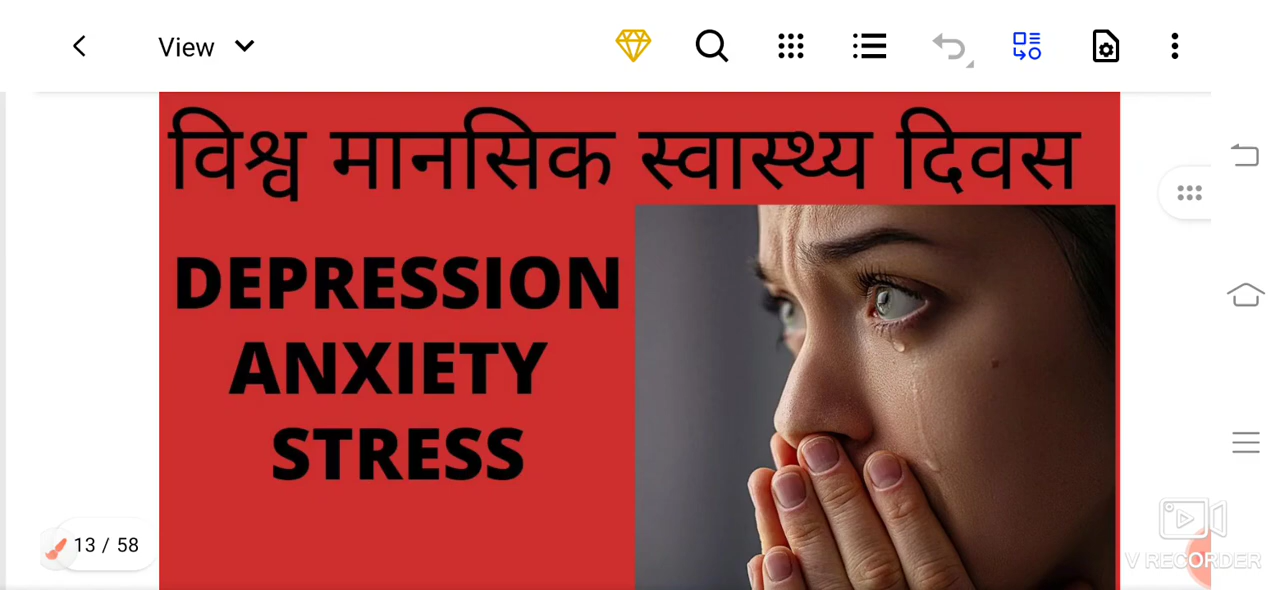 View
विश्व मानसिक स्वास्थ्य दिवस
DEPRESSION
ANXIETY
STRESS
13 / 58
V RECORDER